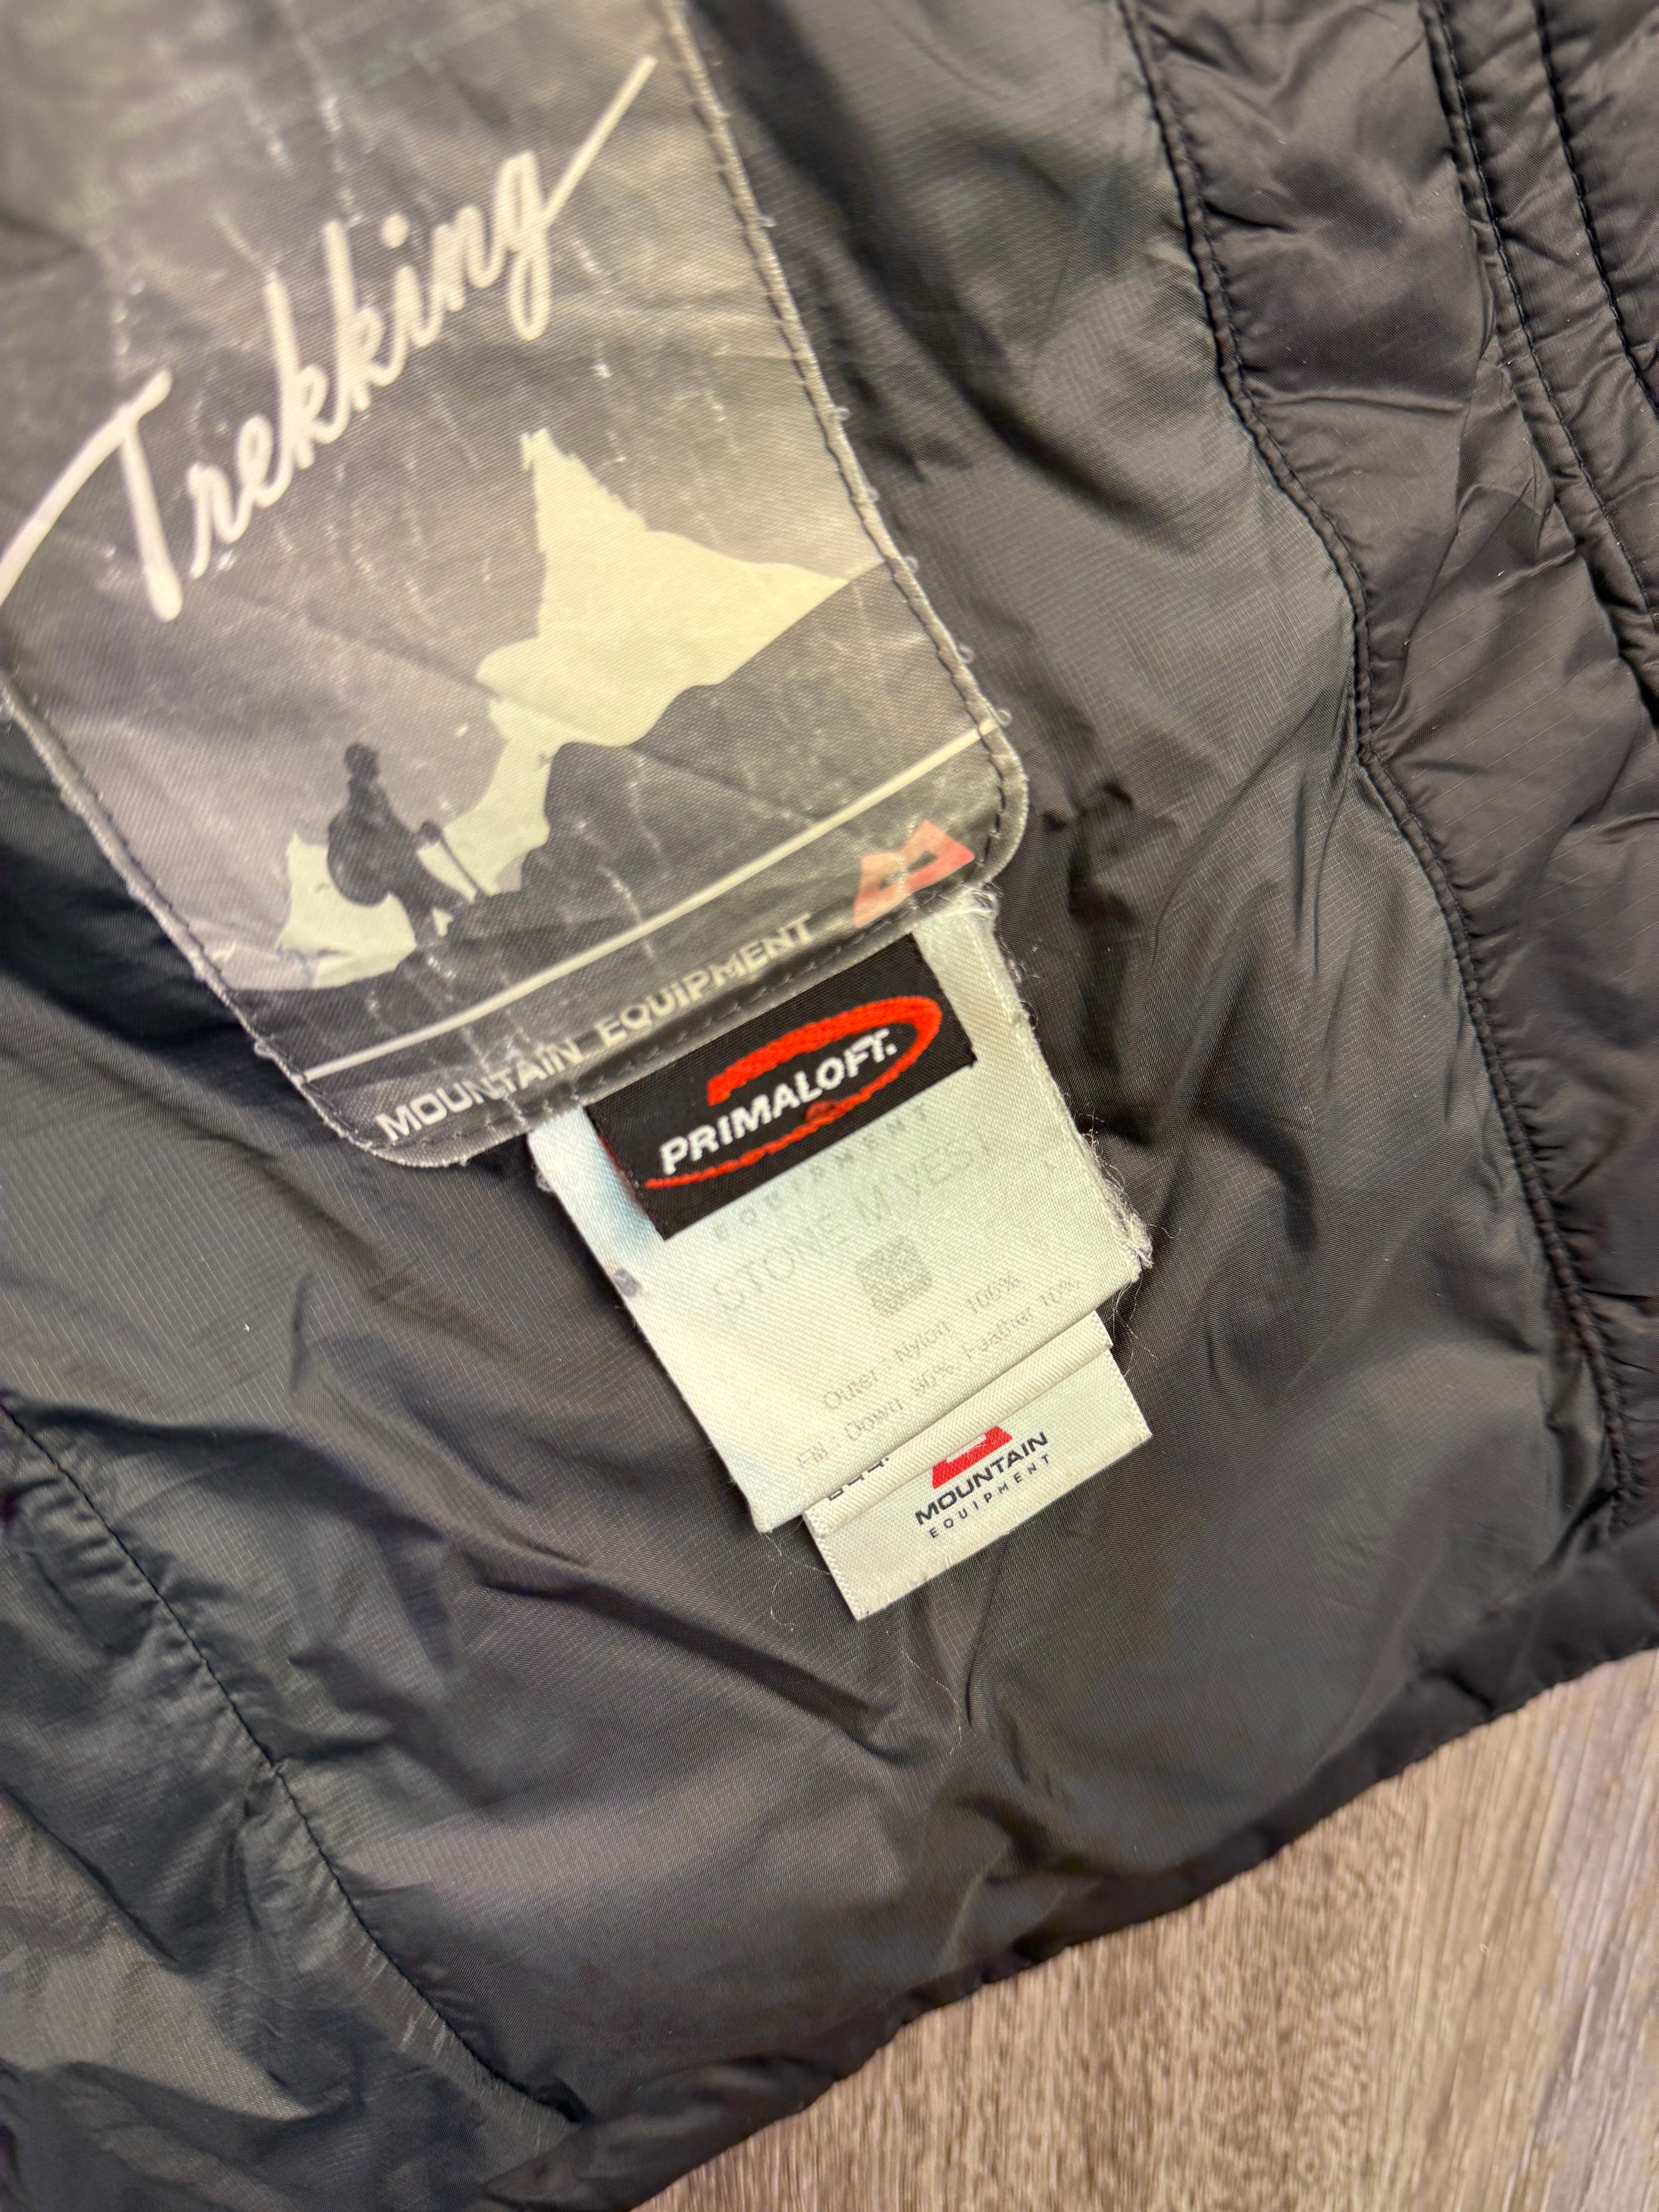 Trekking
MOUNTAIN EQUIPMENT
PRIMALOFT.
EQUIPMENT
STONE M VEST
Outer : Nylon 100%
Fill : Down 90%, Feather 10%
MOUNTAIN
EQUIPMENT